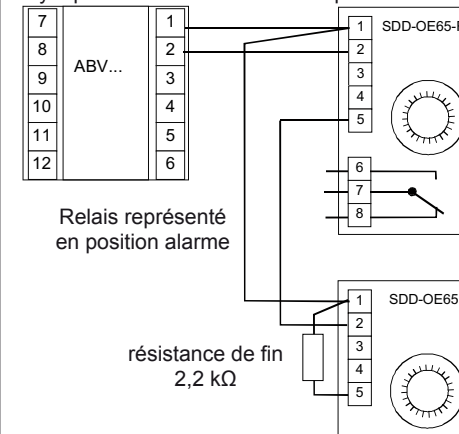 7 1
8 2
ABV...
9 3
10 4
11 5
12 6
1 SDD-OE65-
2
3
4
5
6
7
8
Relais représenté
en position alarme
1 SDD-OE65
2
3
4
5
résistance de fin
2,2 kΩ